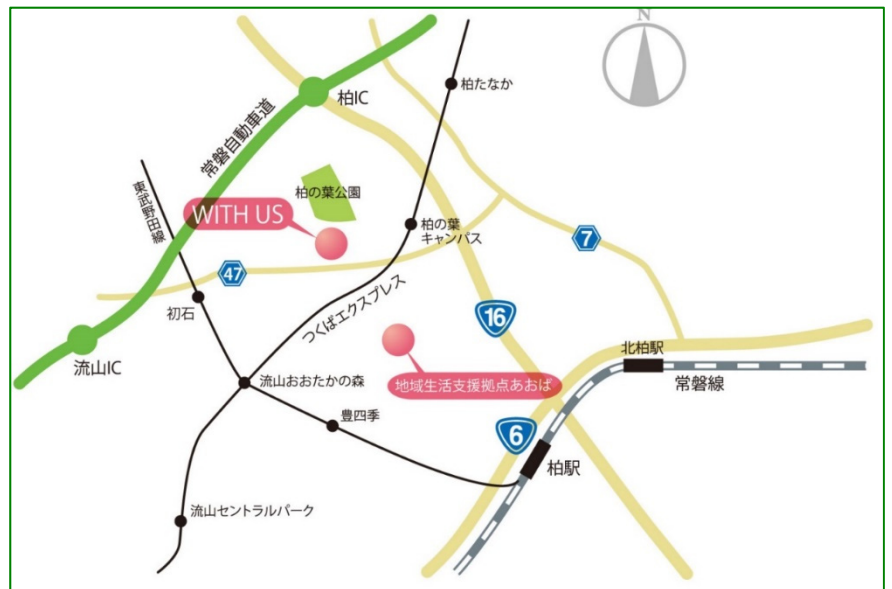 N
柏たなか
柏IC
常磐自動車道
柏の葉公園
東武野田線
WITH US
柏の葉
キャンパス
7
47
初石
つくばエクスプレス
16
流山IC
北柏駅
流山おおたかの森
地域生活支援拠点あおば
常磐線
豊四季
6
柏駅
流山セントラルパーク